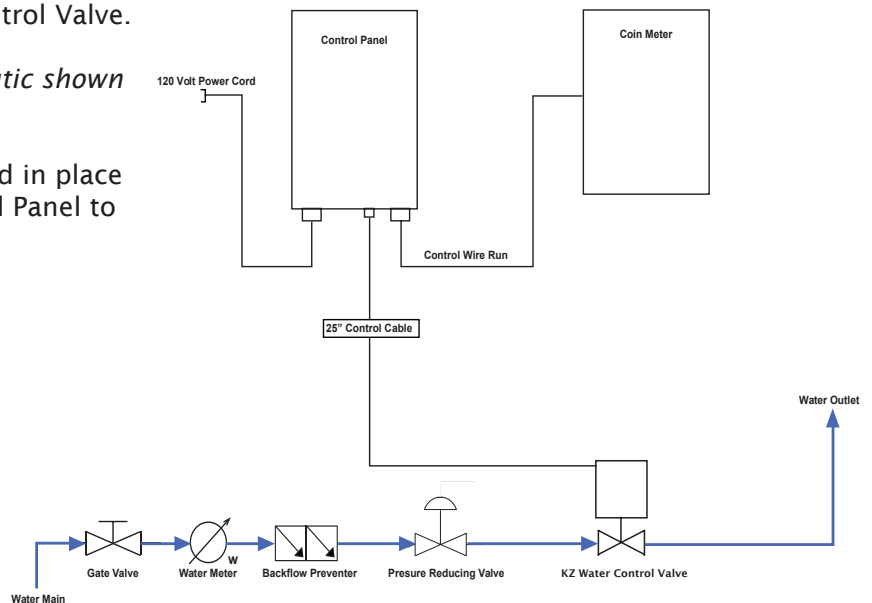 trol Valve.
tic shown
d in place
l Panel to
Control Panel
Coin Meter
120 Volt Power Cord
Control Wire Run
25” Control Cable
Water Outlet
W
Gate Valve
Water Meter
Backflow Preventer
Presure Reducing Valve
KZ Water Control Valve
Water Main